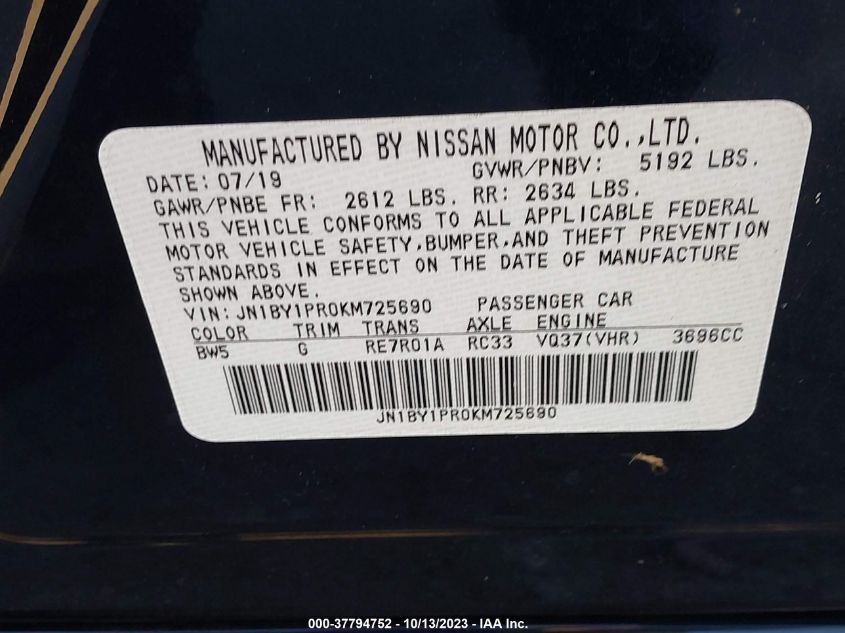 MANUFACTURED BY NISSAN MOTOR CO.,LTD.
DATE: 07/19 GVWR/PNBV: 5192 LBS.
GAWR/PNBE FR: 2612 LBS. RR: 2634 LBS.
THIS VEHICLE CONFORMS TO ALL APPLICABLE FEDERAL
MOTOR VEHICLE SAFETY,BUMPER,AND THEFT PREVENTION
STANDARDS IN EFFECT ON THE DATE OF MANUFACTURE
SHOWN ABOVE.
VIN: JN1BY1PR0KM725690 PASSENGER CAR
COLOR TRIM TRANS AXLE ENGINE
BW5 G RE7R01A RC33 VQ37(VHR) 3696CC
JN1BY1PR0KM725690
000-37794752 - 10/13/2023 - IAA Inc.